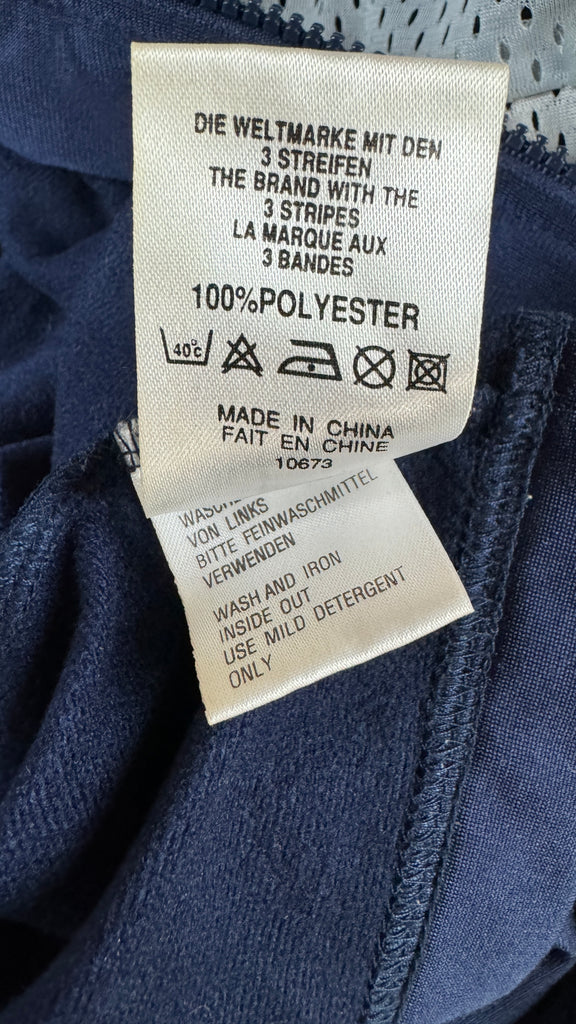 DIE WELTMARKE MIT DEN
3 STREIFEN
THE BRAND WITH THE
3 STRIPES
LA MARQUE AUX
3 BANDES
100%POLYESTER
40°c
MADE IN CHINA
FAIT EN CHINE
10673
VON LINKS
BITTE FEINWASCHMITTEL
VERWENDEN
WASH AND IRON
INSIDE OUT
USE MILD DETERGENT
ONLY